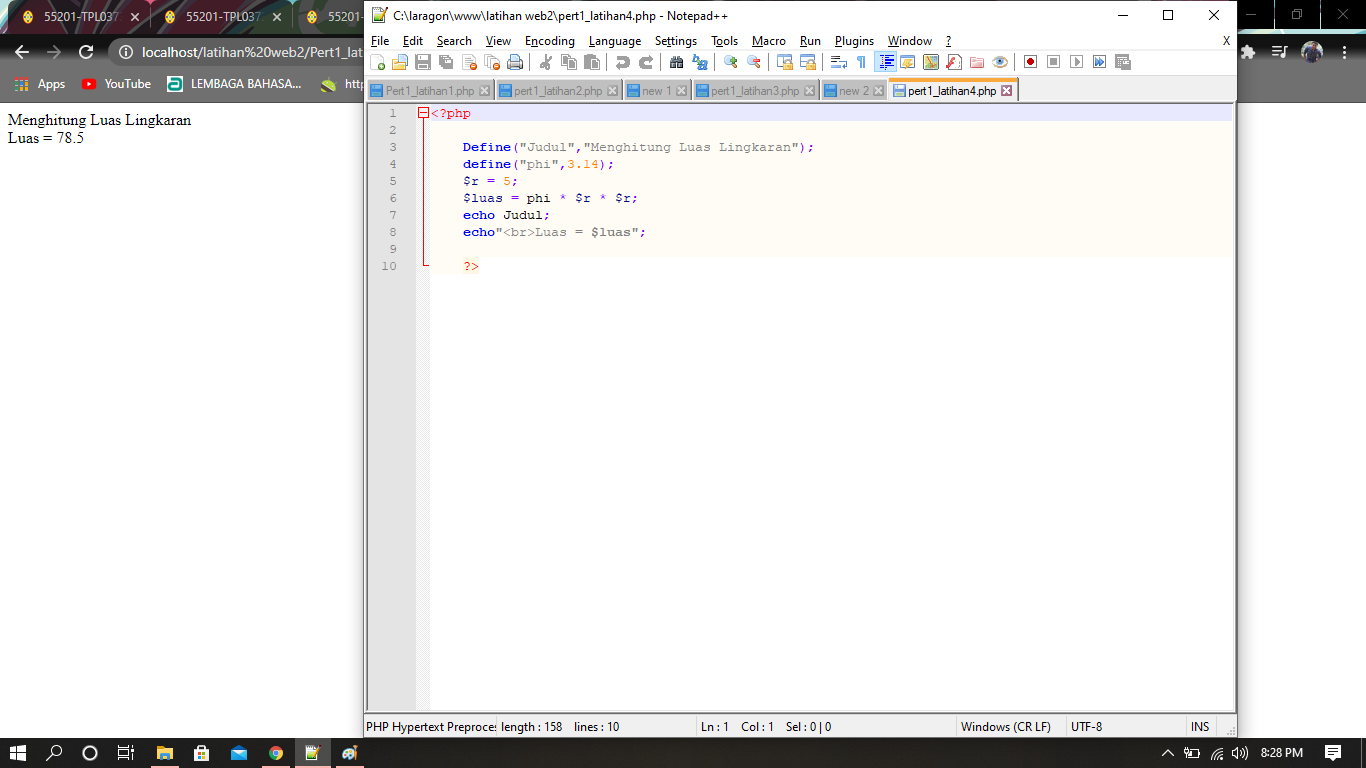 55201-TPL037
55201-TPL037
55201-
localhost/latihan%20web2/Pert1_lat
Apps
YouTube
LEMBAGA BAHASA...
http
Menghitung Luas Lingkaran
Luas = 78.5
C:\laragon\www\latihan web2\pert1_latihan4.php - Notepad++
File Edit Search View Encoding Language Settings Tools Macro Run Plugins Window ? X
Pert1_latihan1.php pert1_latihan2.php new 1 pert1_latihan3.php new 2 pert1_latihan4.php
1 <?php
2
3 Define("Judul","Menghitung Luas Lingkaran");
4 define("phi",3.14);
5 $r = 5;
6 $luas = phi * $r * $r;
7 echo Judul;
8 echo"<br>Luas = $luas";
9
10 ?>
PHP Hypertext Preproces length : 158 lines : 10 Ln : 1 Col : 1 Sel : 0 | 0 Windows (CR LF) UTF-8 INS
8:28 PM